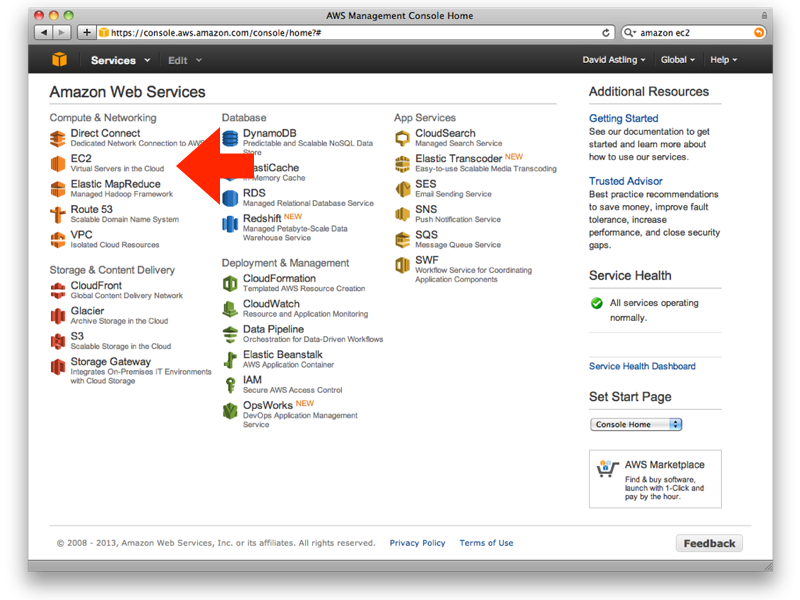 AWS Management Console Home
https://console.aws.amazon.com/console/home?#
amazon ec2
Services
Edit
David Astling
Global
Help
Amazon Web Services
Compute & Networking
Direct Connect
Dedicated Network Connection to AWS
EC2
Virtual Servers in the Cloud
Elastic MapReduce
Managed Hadoop Framework
Route 53
Scalable Domain Name System
VPC
Isolated Cloud Resources
Storage & Content Delivery
CloudFront
Global Content Delivery Network
Glacier
Archive Storage in the Cloud
S3
Scalable Storage in the Cloud
Storage Gateway
Integrates On-Premises IT Environments
with Cloud Storage
Database
DynamoDB
Predictable and Scalable NoSQL Data
Store
Memory Cache
RDS
Managed Relational Database Service
Redshift NEW
Managed Petabyte-Scale Data
Warehouse Service
Deployment & Management
CloudFormation
Templated AWS Resource Creation
CloudWatch
Resource and Application Monitoring
Data Pipeline
Orchestration for Data-Driven Workflows
Elastic Beanstalk
AWS Application Container
IAM
Secure AWS Access Control
OpsWorks NEW
DevOps Application Management
Service
App Services
CloudSearch
Managed Search Service
Elastic Transcoder NEW
Easy-to-use Scalable Media Transcoding
SES
Email Sending Service
SNS
Push Notification Service
SQS
Message Queue Service
SWF
Workflow Service for Coordinating
Application Components
Additional Resources
Getting Started
See our documentation to get
started and learn more about
how to use our services.
Trusted Advisor
Best practice recommendations
to save money, improve fault
tolerance, increase
performance, and close security
gaps.
Service Health
All services operating
normally.
Service Health Dashboard
Set Start Page
Console Home
AWS Marketplace
Find & buy software,
launch with 1-Click and
pay by the hour.
© 2008 - 2013, Amazon Web Services, Inc. or its affiliates. All rights reserved.
Privacy Policy
Terms of Use
Feedback